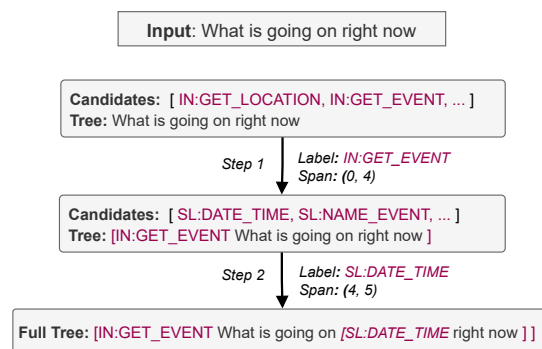 Input: What is going on right now
Candidates: [ IN:GET_LOCATION, IN:GET_EVENT, ... ]
Tree: What is going on right now
Step 1
Label: IN:GET_EVENT
Span: (0, 4)
Candidates: [ SL:DATE_TIME, SL:NAME_EVENT, ... ]
Tree: [IN:GET_EVENT What is going on right now ]
Step 2
Label: SL:DATE_TIME
Span: (4, 5)
Full Tree: [IN:GET_EVENT What is going on [SL:DATE_TIME right now ] ]